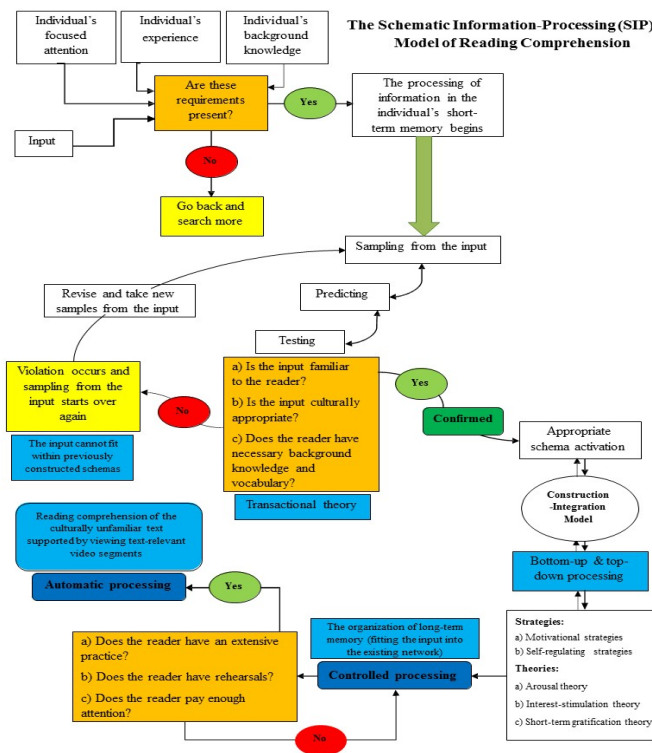 The Schematic Information-Processing (SIP)
Model of Reading Comprehension
Individual's
focused
attention
Individual's
experience
Individual's
background
knowledge
Input
Are these
requirements
present?
Yes
The processing of
information in the
individual's short-
term memory begins
No
Go back and
search more
Sampling from the input
Predicting
Testing
Revise and take new
samples from the input
a) Is the input familiar
to the reader?
b) Is the input culturally
appropriate?
c) Does the reader have
necessary background
knowledge and
vocabulary?
Transactional theory
No
Violation occurs and
sampling from the
input starts over
again
The input cannot fit
within previously
constructed schemas
Yes
Confirmed
Appropriate
schema activation
Construction
-Integration
Model
Bottom-up & top-
down processing
Strategies:
a) Motivational strategies
b) Self-regulating strategies
Theories:
a) Arousal theory
b) Interest-stimulation theory
c) Short-term gratification theory
The organization of long-term
memory (fitting the input into
the existing network)
Controlled processing
a) Does the reader have an extensive
practice?
b) Does the reader have rehearsals?
c) Does the reader pay enough
attention?
No
Yes
Reading comprehension of the
culturally unfamiliar text
supported by viewing text-relevant
video segments
Automatic processing